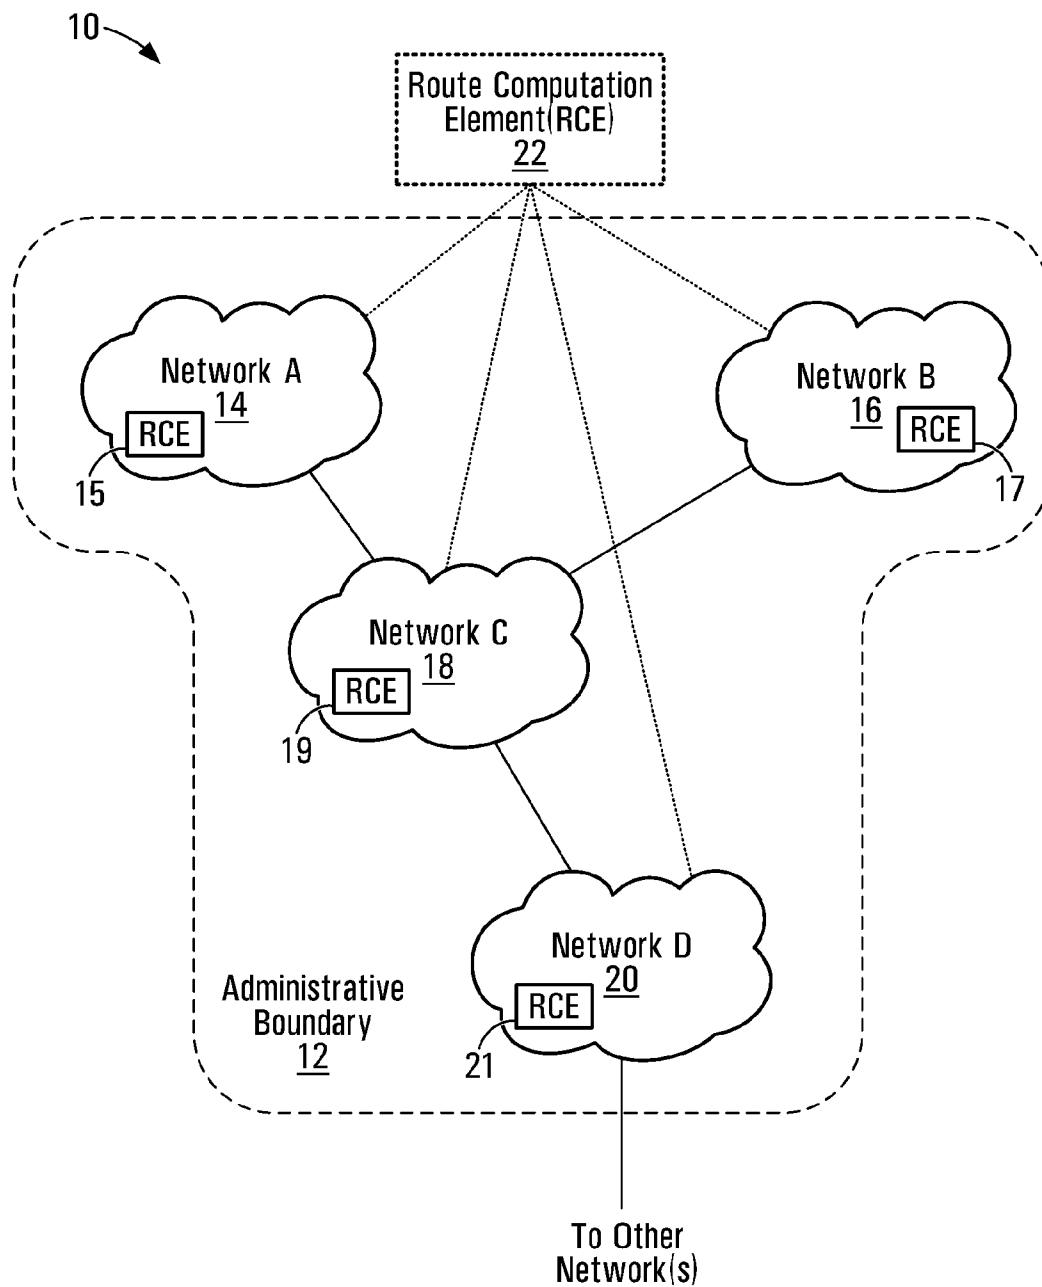 10
Route Computation
Element(RCE)
22
Network A
14
RCE
15
Network B
16
RCE
17
Network C
18
RCE
19
Network D
20
RCE
21
Administrative
Boundary
12
To Other
Network(s)